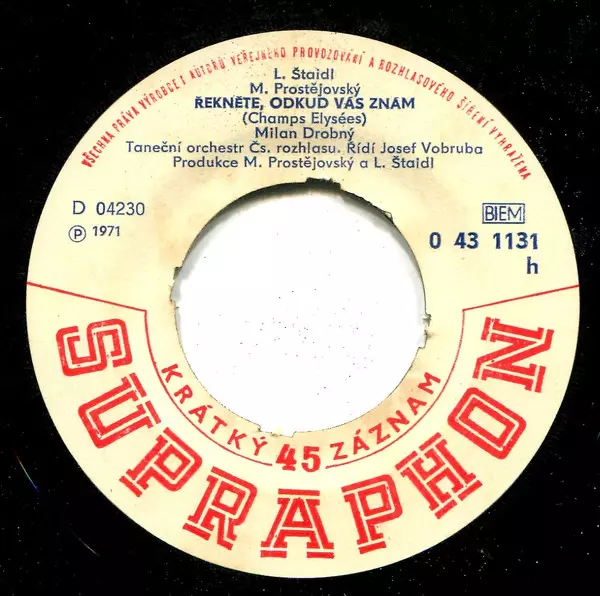 VŠECHNA PRÁVA VÝROBCE I AUTORŮ VEŘEJNÉHO PROVOZOVÁNÍ A ROZHLASOVÉHO ŠÍŘENÍ VYHRAŽENA
L. Štaidl
M. Prostějovský
ŘEKNĚTE, ODKUD VÁS ZNÁM
(Champs Elysées)
Milan Drobný
Taneční orchestr Čs. rozhlasu. Řídí Josef Vobruba
Produkce M. Prostějovský a L. Štaidl
D 04230
℗ 1971
BIEM
0 43 1131
h
KRÁTKÝ 45 ZÁZNAM
SUPRAPHON